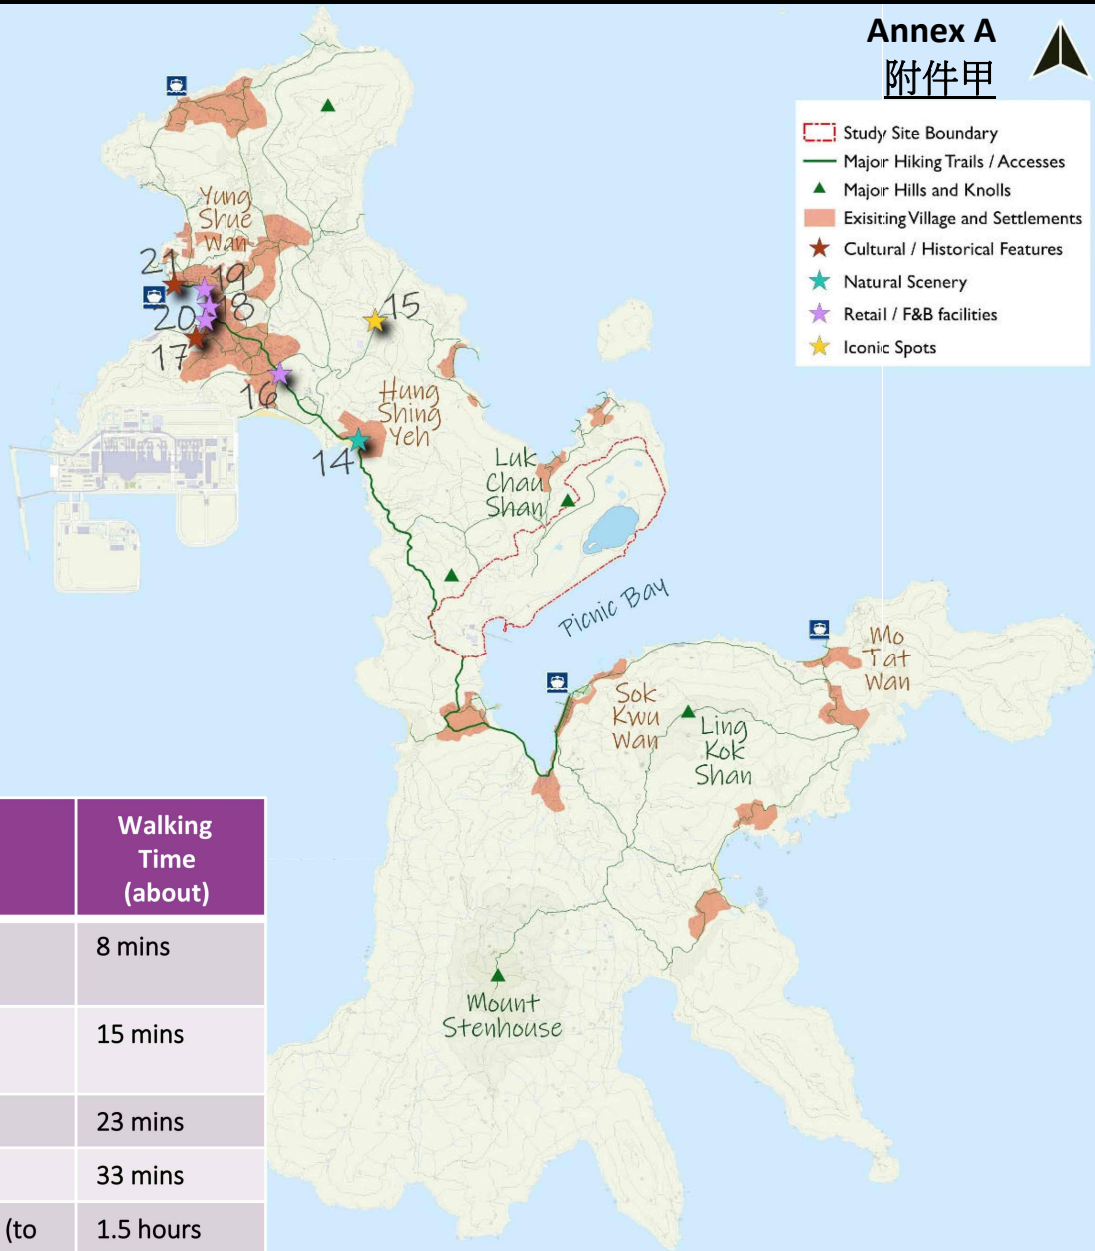 Annex A
附件甲
Study Site Boundary
Major Hiking Trails / Accesses
Major Hills and Knolls
Exisiting Village and Settlements
Cultural / Historical Features
Natural Scenery
Retail / F&B facilities
Iconic Spots
Yung
Shue
Wan
21
19
18
20
17
15
16
Hung
Shing
Yeh
14
Luk
Chau
Shan
Picnic Bay
Mo
Tat
Wan
Sok
Kwu
Wan
Ling
Kok
Shan
Mount
Stenhouse
Walking
Time
(about)
8 mins
15 mins
23 mins
33 mins
(to
1.5 hours